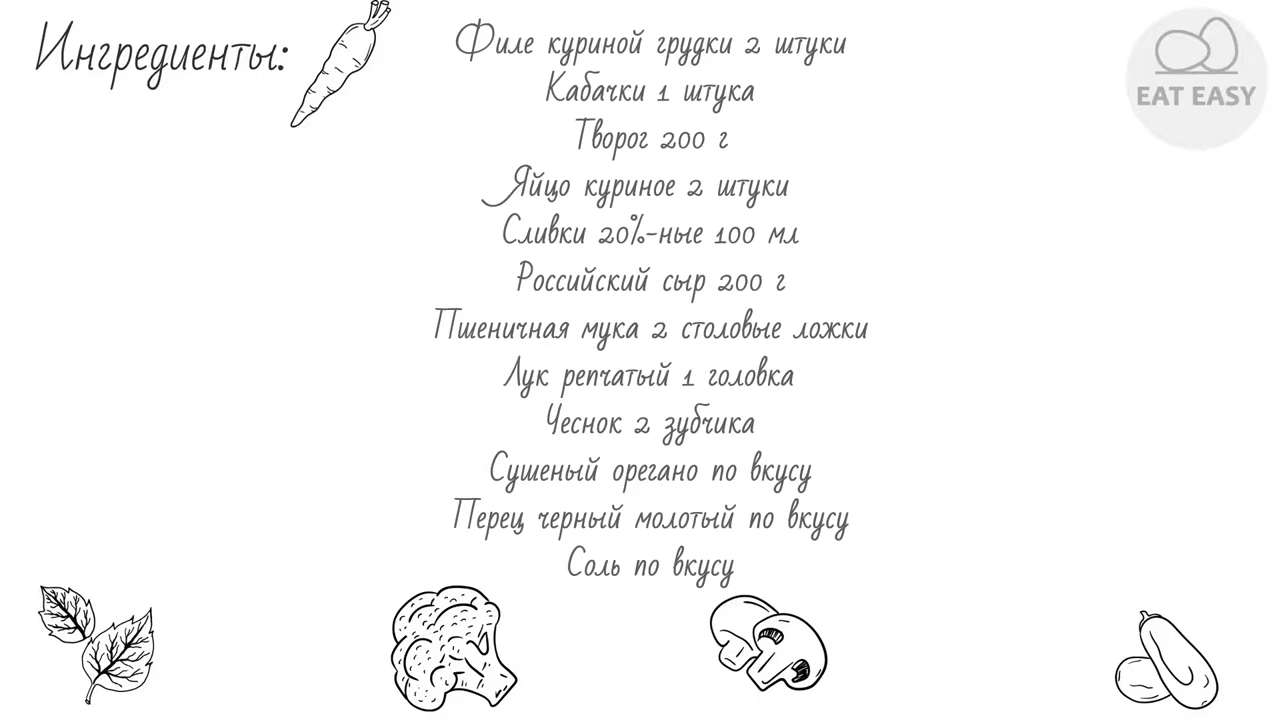 Ингредиенты:
Филе куриной грудки 2 штуки
Кабачки 1 штука
Творог 200 г
Яйцо куриное 2 штуки
Сливки 20%-ные 100 мл
Российский сыр 200 г
Пшеничная мука 2 столовые ложки
Лук репчатый 1 головка
Чеснок 2 зубчика
Сушеный орегано по вкусу
Перец черный молотый по вкусу
Соль по вкусу
EAT EASY